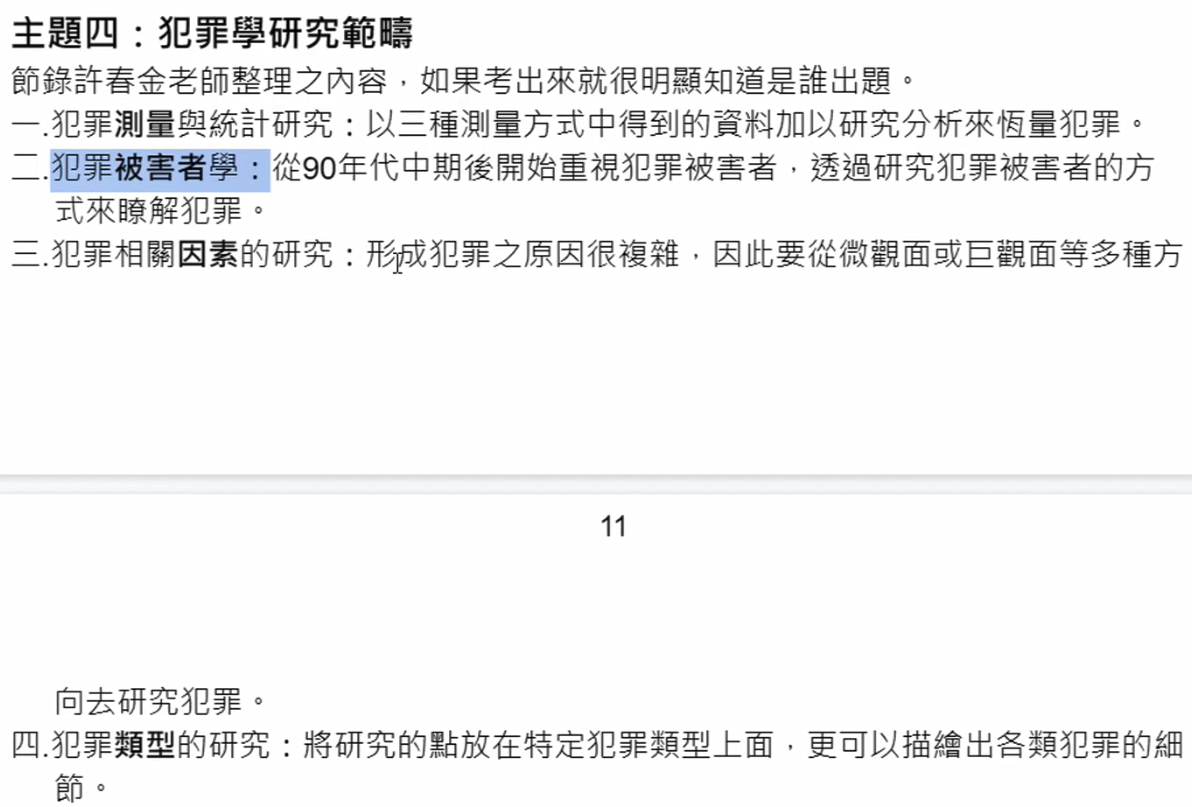 主題四：犯罪學研究範疇
節錄許春金老師整理之內容，如果考出來就很明顯知道是誰出題。
一.犯罪測量與統計研究：以三種測量方式中得到的資料加以研究分析來恆量犯罪。
二.犯罪被害者學：從90年代中期後開始重視犯罪被害者，透過研究犯罪被害者的方
式來瞭解犯罪。
三.犯罪相關因素的研究：形成犯罪之原因很複雜，因此要從微觀面或巨觀面等多種方
11
向去研究犯罪。
四.犯罪類型的研究：將研究的點放在特定犯罪類型上面，更可以描繪出各類犯罪的細
節。